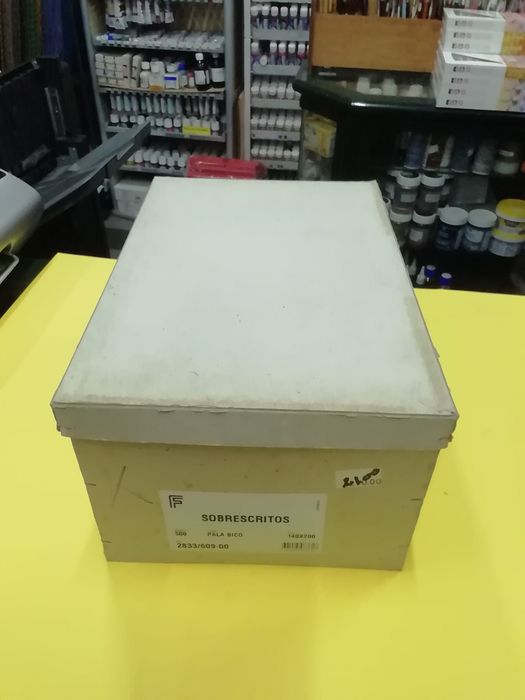 SOBRESCRITOS
500 PALA BICO 140X200
2833/609-00